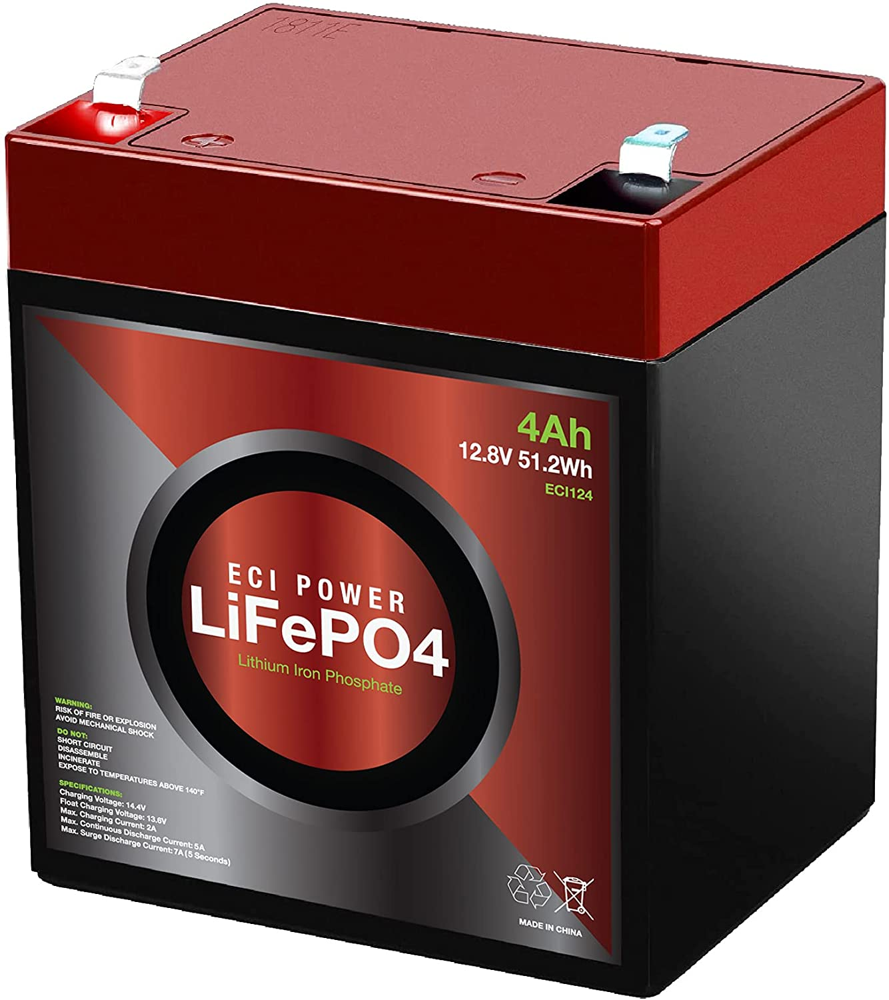 1811E
4Ah
12.8V 51.2Wh
ECI124
ECI POWER
LiFePO4
Lithium Iron Phosphate
WARNING:
RISK OF FIRE OR EXPLOSION
AVOID MECHANICAL SHOCK
DO NOT:
SHORT CIRCUIT
DISASSEMBLE
INCINERATE
EXPOSE TO TEMPERATURES ABOVE 140°F
SPECIFICATIONS:
Charging Voltage: 14.4V
Float Charging Voltage: 13.6V
Max. Charging Current: 2A
Max. Continuous Discharge Current: 5A
Max. Surge Discharge Current: 7A (5 Seconds)
MADE IN CHINA